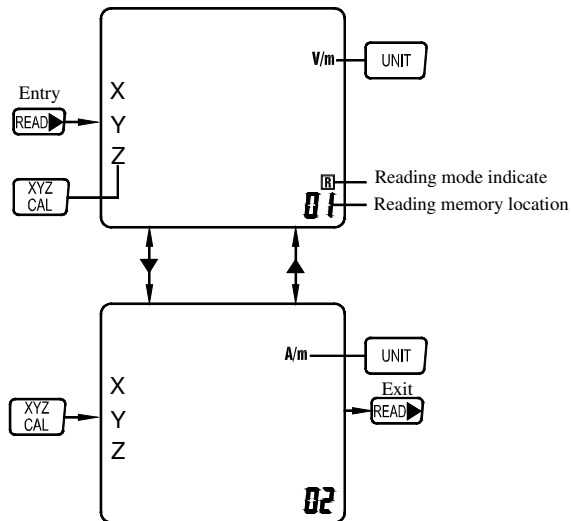 V/m
UNIT
X
Entry
READ
Y
Z
XYZ
CAL
R
Reading mode indicate
01
Reading memory location
A/m
UNIT
X
Exit
XYZ
CAL
Y
READ
Z
02